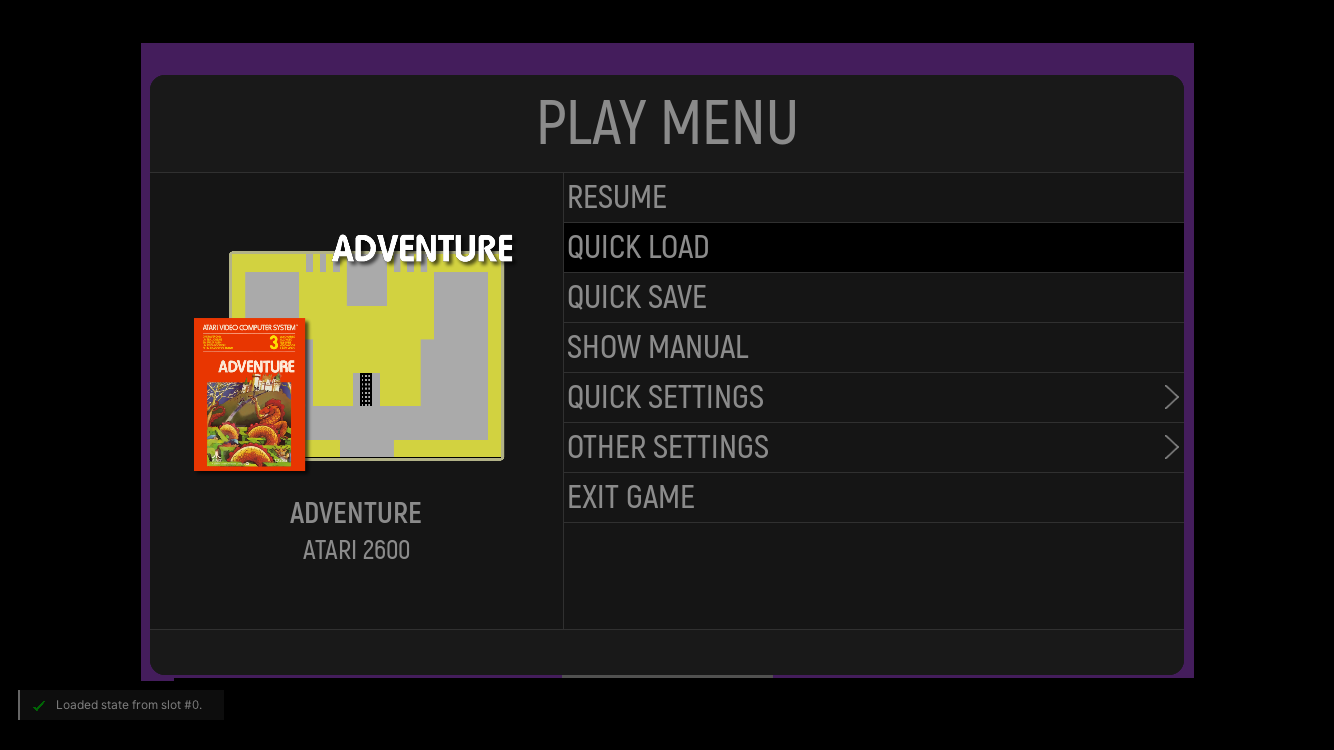 PLAY MENU
ADVENTURE
ATARI VIDEO COMPUTER SYSTEM
3
ADVENTURE
ADVENTURE
ATARI 2600
RESUME
QUICK LOAD
QUICK SAVE
SHOW MANUAL
QUICK SETTINGS
OTHER SETTINGS
EXIT GAME
Loaded state from slot #0.